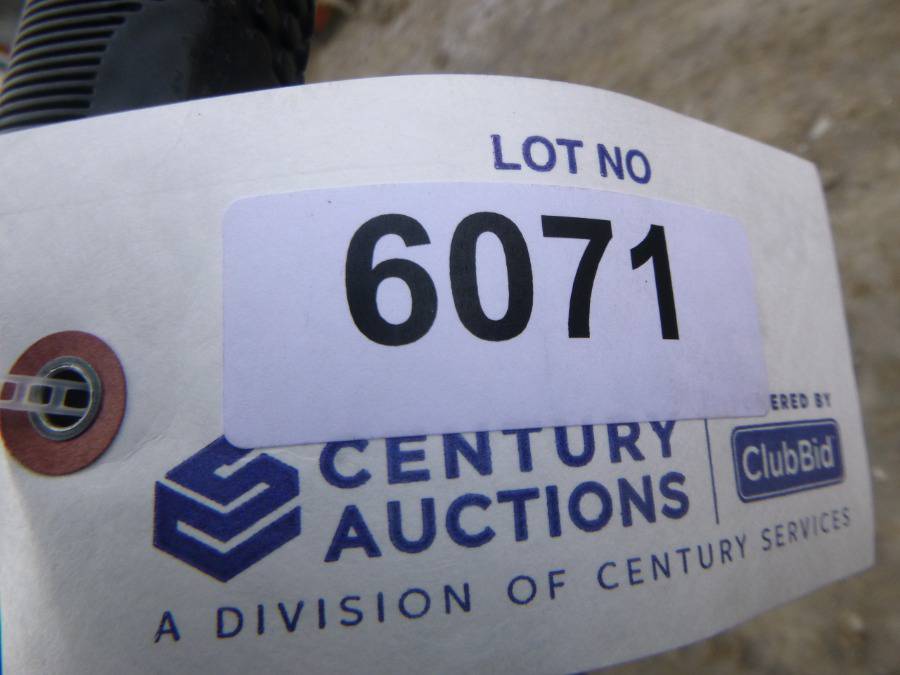 LOT NO
6071
CENTURY
AUCTIONS
ERED BY
ClubBid
A DIVISION OF CENTURY SERVICES